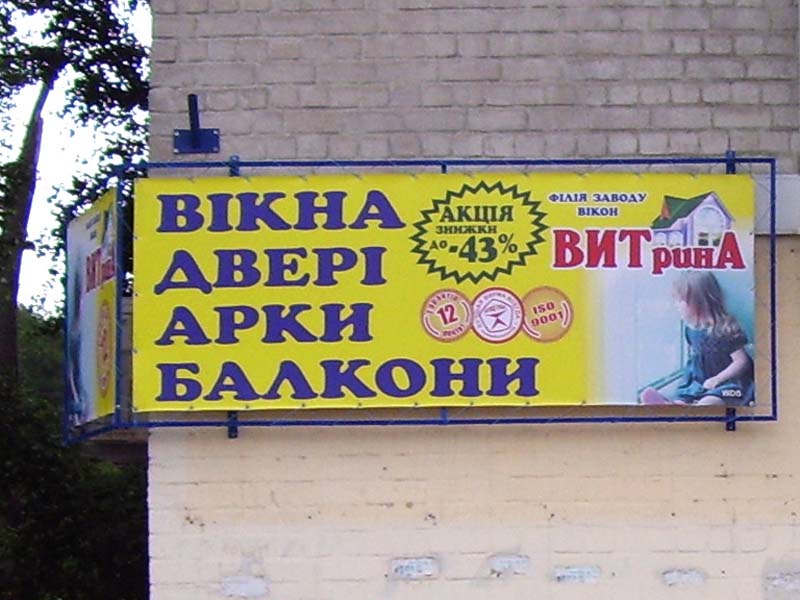 ВІКНА
ДВЕРІ
АРКИ
БАЛКОНИ
АКЦІЯ
ЗНИЖКИ
ДО -43%
12
ISO
9001
ФІЛІЯ ЗАВОДУ
ВІКОН
ВИТринА